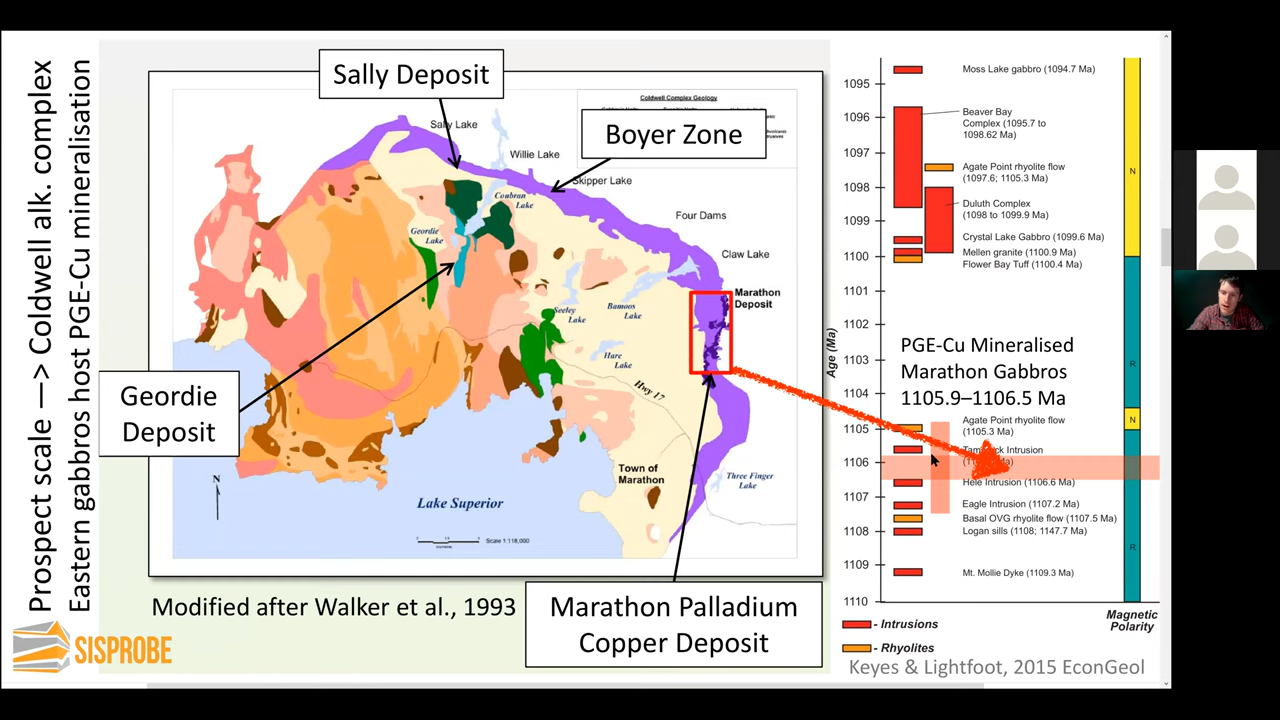 Prospect scale —> Coldwell alk. complex
Eastern gabbros host PGE-Cu mineralisation
Sally Deposit
Boyer Zone
Geordie
Deposit
Marathon Palladium
Copper Deposit
Coldwell Complex Geology
Sally Lake
Willie Lake
Skipper Lake
Coubran
Lake
Four Dams
Geordie
Lake
Claw Lake
Marathon
Deposit
Seeley
Lake
Bamoos
Lake
Hare
Lake
Hwy 17
Town of
Marathon
Three Finger
Lake
N
Lake Superior
Scale 1:118,000
Modified after Walker et al., 1993
SISPROBE
Moss Lake gabbro (1094.7 Ma)
1095
Beaver Bay
Complex (1095.7 to
1098.62 Ma)
1096
1097
Agate Point rhyolite flow
(1097.6; 1105.3 Ma)
N
1098
Duluth Complex
(1098 to 1099.9 Ma)
1099
Crystal Lake Gabbro (1099.6 Ma)
Mellen granite (1100.9 Ma)
1100
Flower Bay Tuff (1100.4 Ma)
1101
1102
Age (Ma)
1103
R
PGE-Cu Mineralised
Marathon Gabbros
1105.9–1106.5 Ma
1104
N
Agate Point rhyolite flow
(1105.3 Ma)
1105
Intrusion
1106
Hele Intrusion (1106.6 Ma)
1107
Eagle Intrusion (1107.2 Ma)
Basal OVG rhyolite flow (1107.5 Ma)
1108
Logan sills (1108; 1147.7 Ma)
R
1109
Mt. Mollie Dyke (1109.3 Ma)
1110
Magnetic
Polarity
- Intrusions
- Rhyolites
Keyes & Lightfoot, 2015 EconGeol